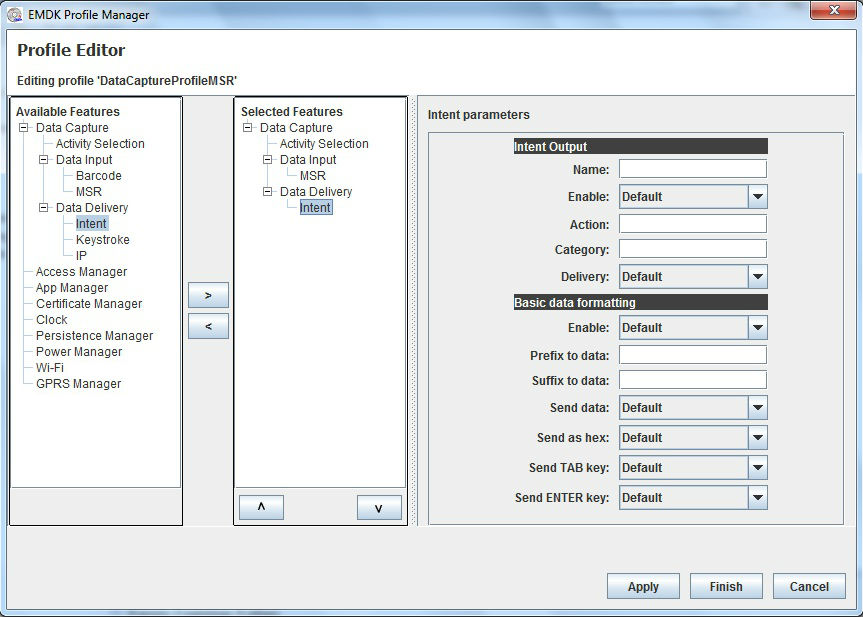 EMDK Profile Manager
Profile Editor
Editing profile 'DataCaptureProfileMSR'
Available Features
Data Capture
Activity Selection
Data Input
Barcode
MSR
Data Delivery
Intent
Keystroke
IP
Access Manager
App Manager
Certificate Manager
Clock
Persistence Manager
Power Manager
Wi-Fi
GPRS Manager
>
<
Selected Features
Data Capture
Activity Selection
Data Input
MSR
Data Delivery
Intent
Intent parameters
Intent Output
Name:
Enable: Default
Action:
Category:
Delivery: Default
Basic data formatting
Enable: Default
Prefix to data:
Suffix to data:
Send data: Default
Send as hex: Default
Send TAB key: Default
Send ENTER key: Default
Apply Finish Cancel